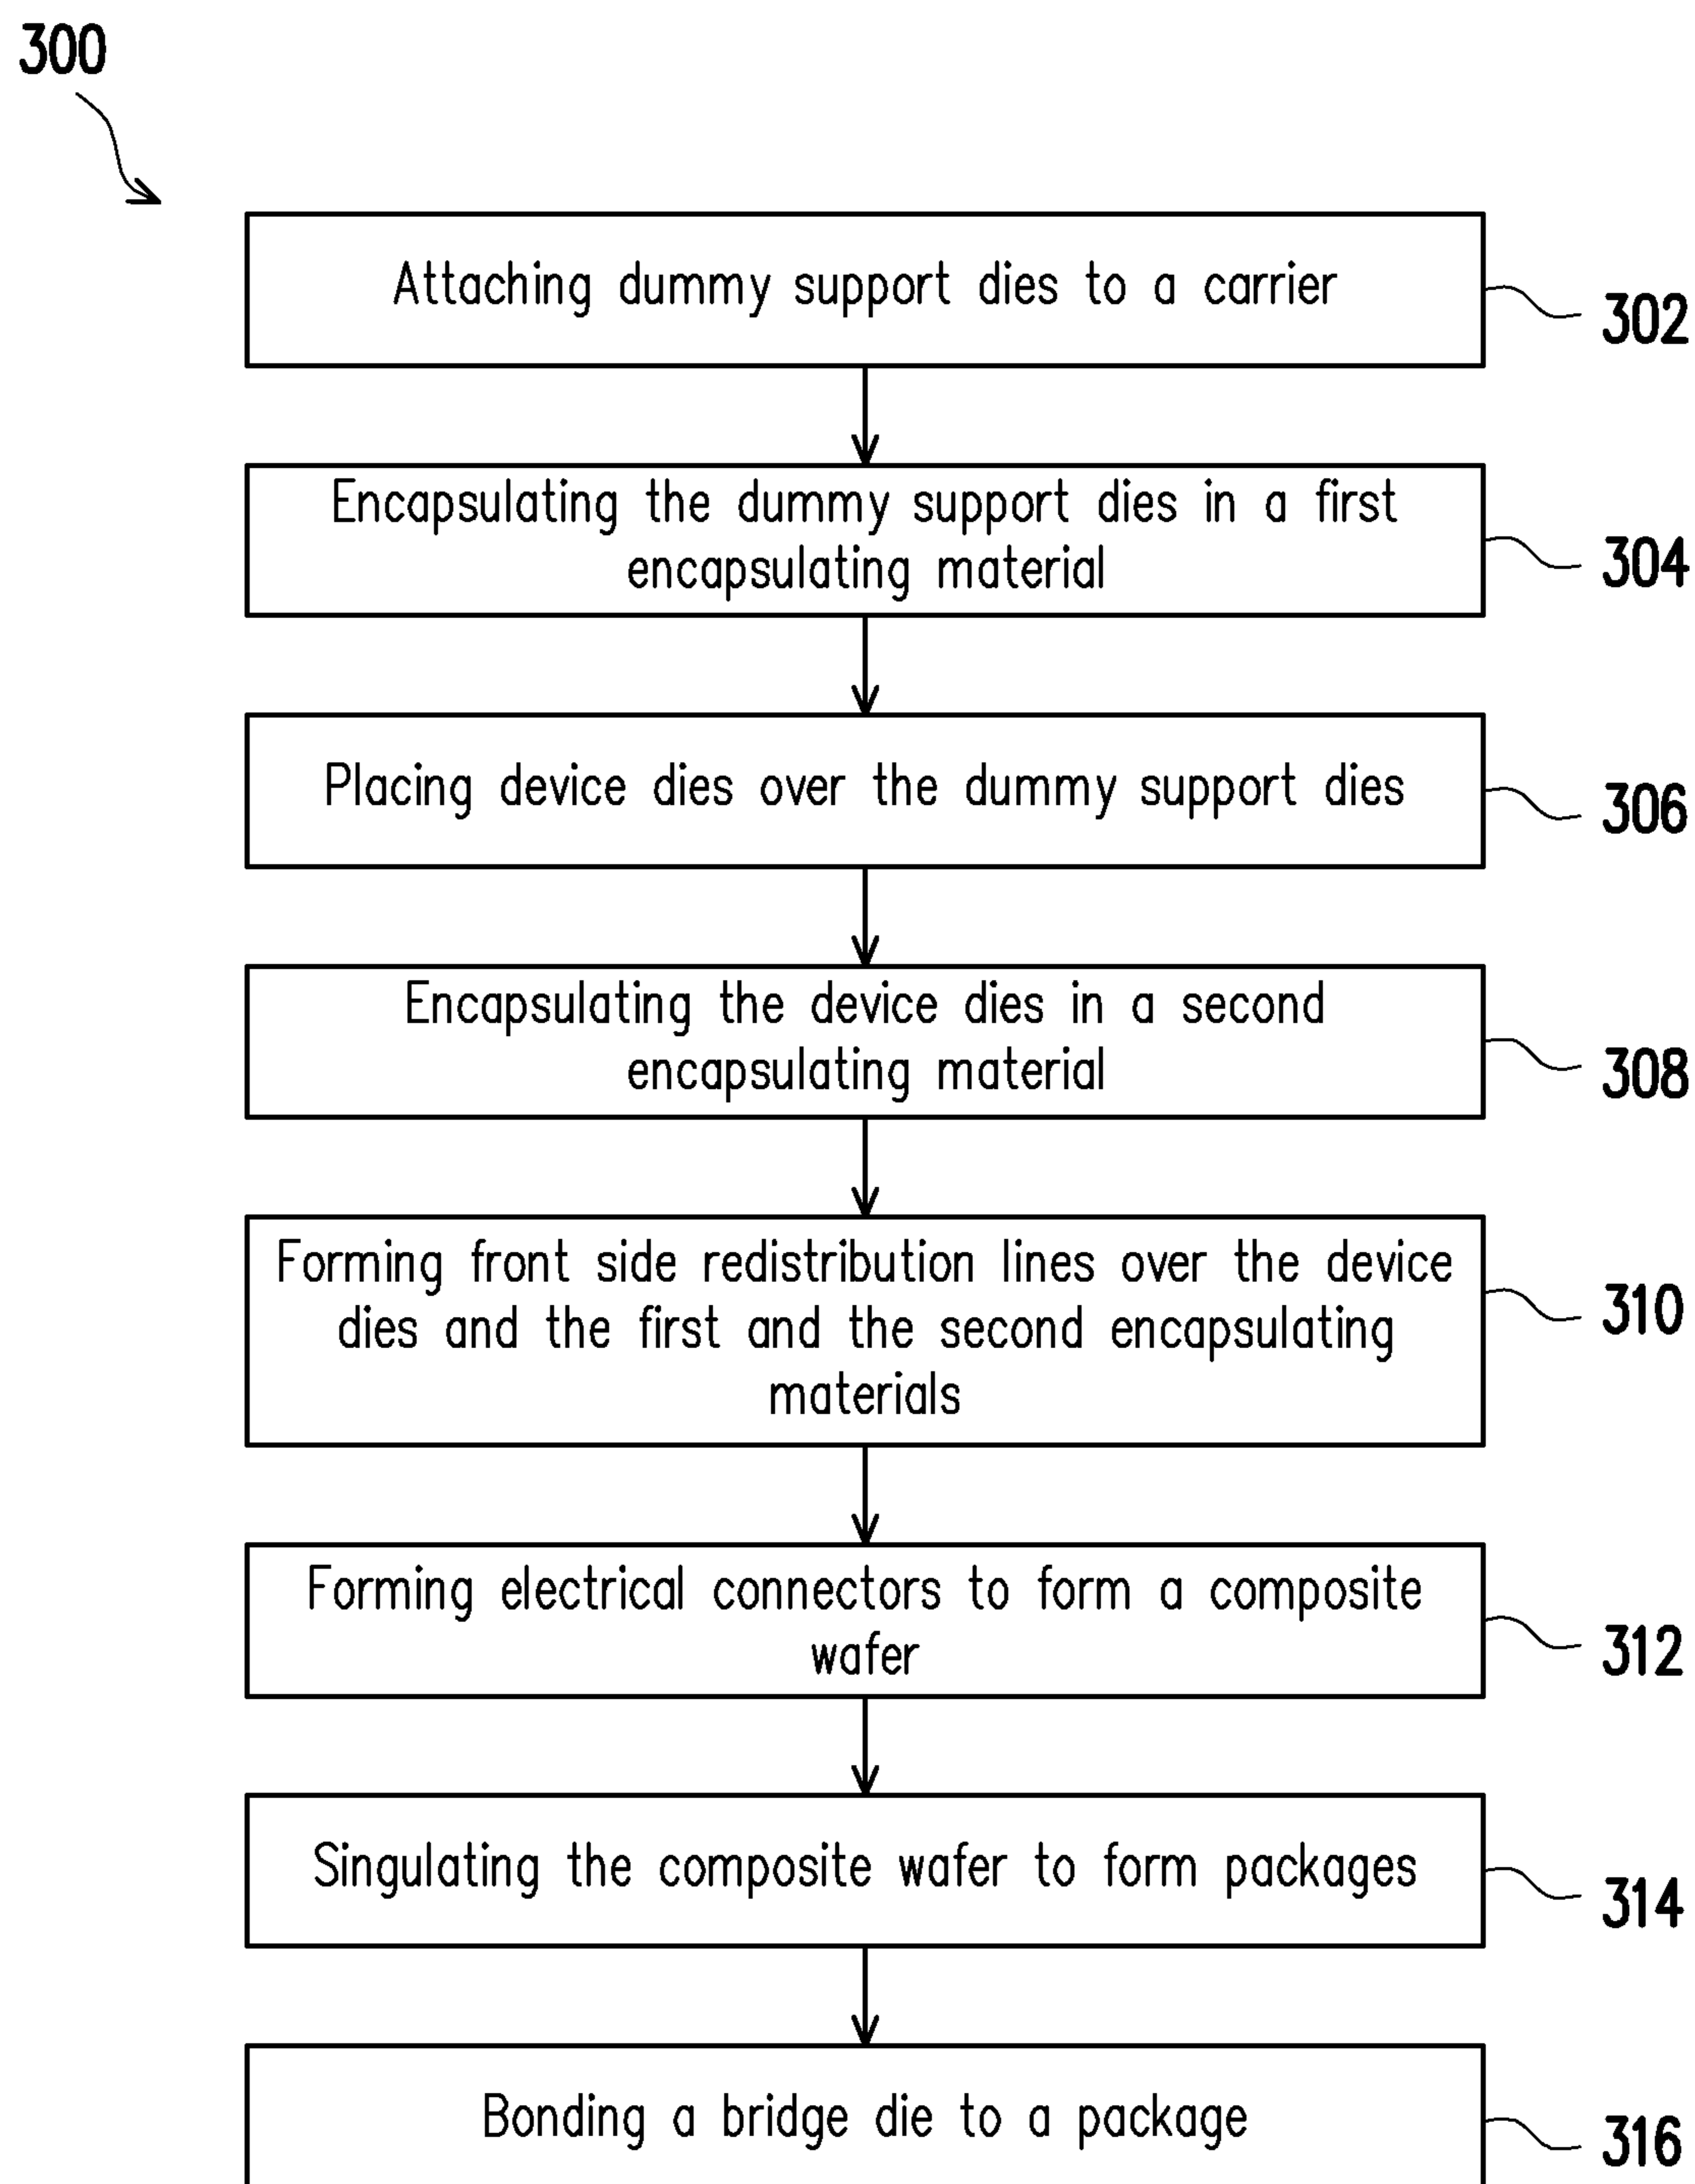 300
Attaching dummy support dies to a carrier
302
Encapsulating the dummy support dies in a first
encapsulating material
304
Placing device dies over the dummy support dies
306
Encapsulating the device dies in a second
encapsulating material
308
Forming front side redistribution lines over the device
dies and the first and the second encapsulating
materials
310
Forming electrical connectors to form a composite
wafer
312
Singulating the composite wafer to form packages
314
Bonding a bridge die to a package
316